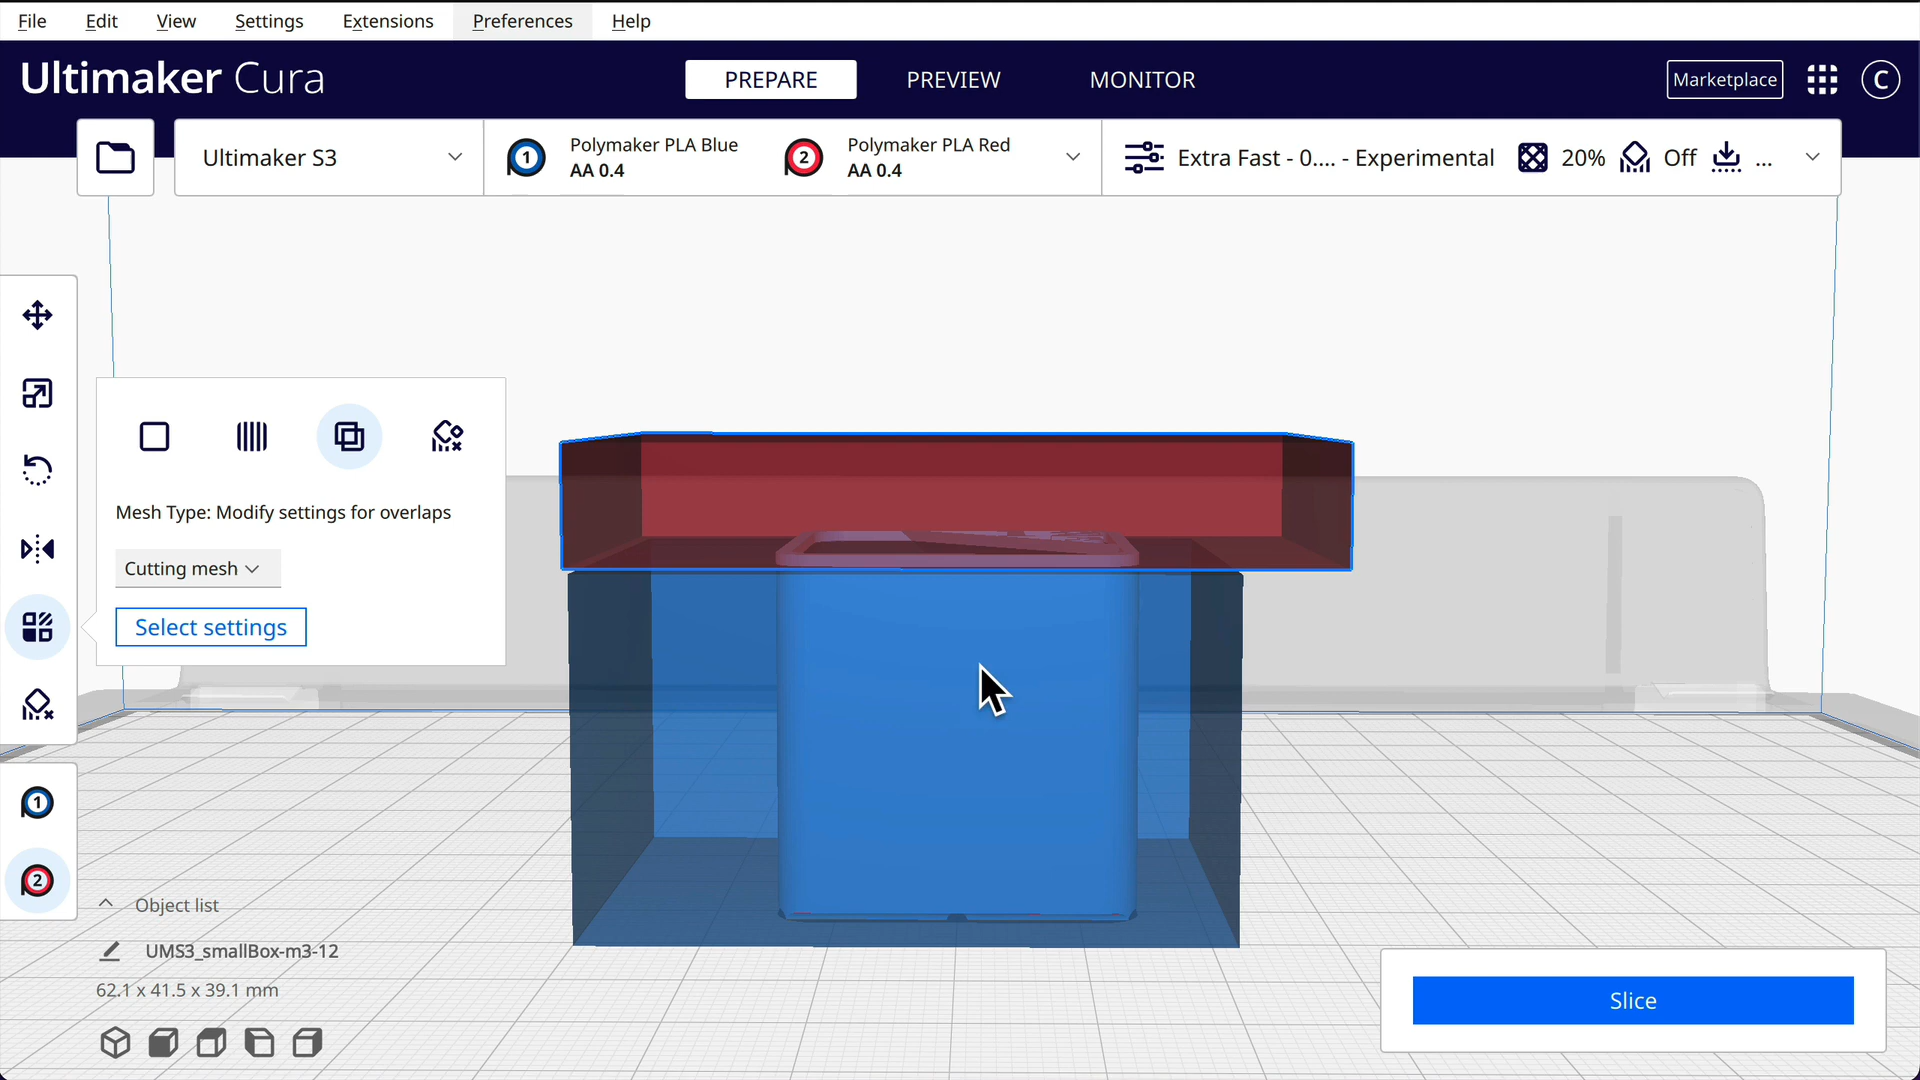 File Edit View Settings Extensions Preferences Help
Ultimaker Cura
PREPARE PREVIEW MONITOR
Marketplace
C
Ultimaker S3
1 Polymaker PLA Blue
AA 0.4
2 Polymaker PLA Red
AA 0.4
Extra Fast - 0.... - Experimental 20% Off ...
Mesh Type: Modify settings for overlaps
Cutting mesh
Select settings
1
2
Object list
UMS3_smallBox-m3-12
62.1 x 41.5 x 39.1 mm
Slice